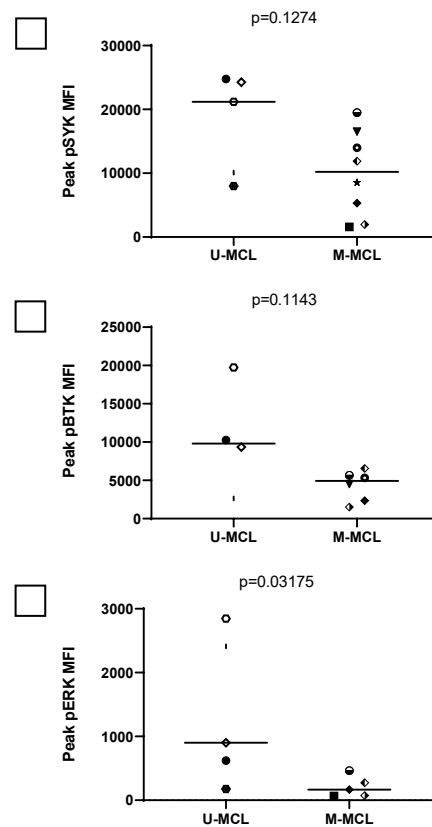 p=0.1274
Peak pSYK MFI
30000
20000
10000
0
U-MCL M-MCL
p=0.1143
Peak pBTK MFI
25000
20000
15000
10000
5000
0
U-MCL M-MCL
p=0.03175
Peak pERK MFI
3000
2000
1000
0
U-MCL M-MCL